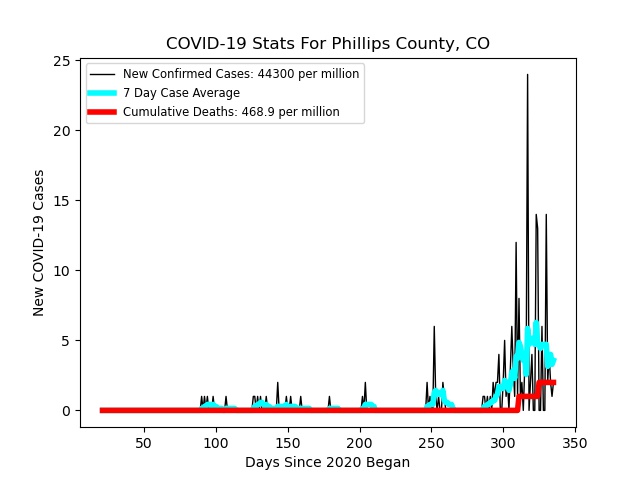 COVID-19 Stats For Phillips County, CO
New Confirmed Cases: 44300 per million
7 Day Case Average
Cumulative Deaths: 468.9 per million
25
20
15
10
5
0
New COVID-19 Cases
50 100 150 200 250 300 350
Days Since 2020 Began